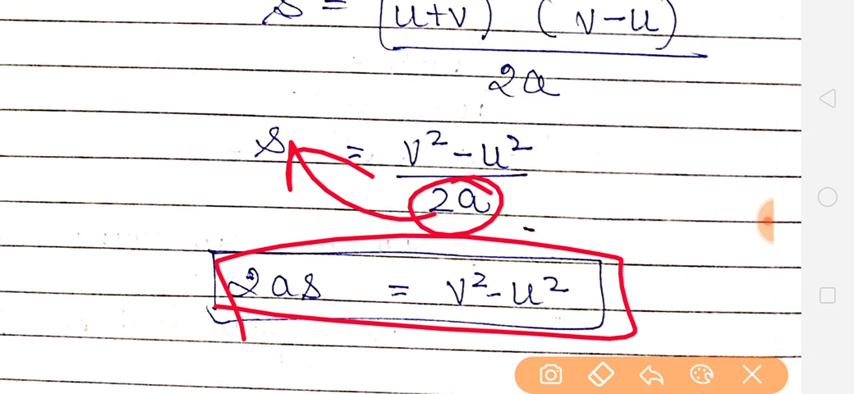 s = (u+v) (v-u)
2a
s = v²-u²
2a
2as = v²-u²